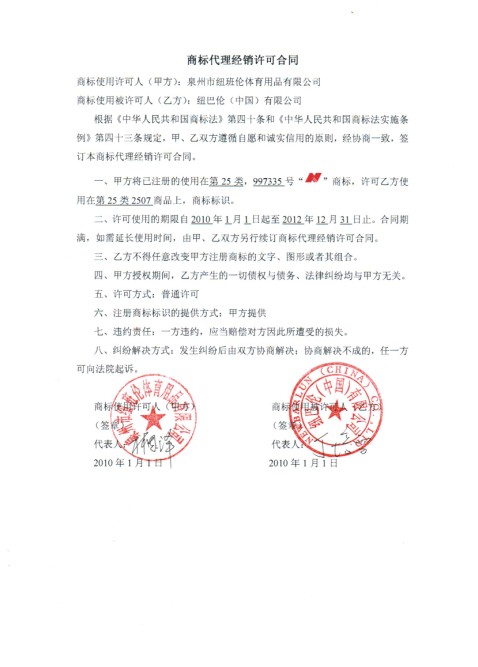 商标代理经销许可合同
商标使用许可人（甲方）：泉州市纽班伦体育用品有限公司
商标使用被许可人（乙方）：纽巴伦（中国）有限公司
根据《中华人民共和国商标法》第四十条和《中华人民共和国商标法实施条
例》第四十三条规定，甲、乙双方遵循自愿和诚实信用的原则，经协商一致，签
订本商标代理经销许可合同。
一、甲方将已注册的使用在第 25 类，997335 号“N”商标，许可乙方使
用在第 25 类 2507 商品上，商标标识。
二、许可使用的期限自 2010 年 1 月 1 日起至 2012 年 12 月 31 日止。合同期
满，如需延长使用时间，由甲、乙双方另行续订商标代理经销许可合同。
三、乙方不得任意改变甲方注册商标的文字、图形或者其组合。
四、甲方授权期间，乙方产生的一切债权与债务、法律纠纷均与甲方无关。
五、许可方式：普通许可
六、注册商标标识的提供方式：甲方提供
七、违约责任：一方违约，应当赔偿对方因此所遭受的损失。
八、纠纷解决方式：发生纠纷后由双方协商解决；协商解决不成的，任一方
可向法院起诉。
商标使用许可人（甲方） 商标使用被许可人（乙方）
（签章） （签章）
代表人： 代表人：
2010 年 1 月 1 日 2010 年 1 月 1 日
泉州市纽班伦体育用品有限公司
NEWBARLUN (CHINA) CO., L
纽巴伦（中国）有限公司